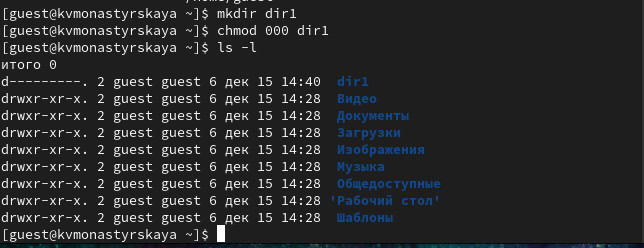 [guest@kvmonastyrskaya ~]$ mkdir dir1
[guest@kvmonastyrskaya ~]$ chmod 000 dir1
[guest@kvmonastyrskaya ~]$ ls -l
итого 0
d---------. 2 guest guest 6 дек 15 14:40  dir1
drwxr-xr-x. 2 guest guest 6 дек 15 14:28  Видео
drwxr-xr-x. 2 guest guest 6 дек 15 14:28  Документы
drwxr-xr-x. 2 guest guest 6 дек 15 14:28  Загрузки
drwxr-xr-x. 2 guest guest 6 дек 15 14:28  Изображения
drwxr-xr-x. 2 guest guest 6 дек 15 14:28  Музыка
drwxr-xr-x. 2 guest guest 6 дек 15 14:28  Общедоступные
drwxr-xr-x. 2 guest guest 6 дек 15 14:28 'Рабочий стол'
drwxr-xr-x. 2 guest guest 6 дек 15 14:28  Шаблоны
[guest@kvmonastyrskaya ~]$